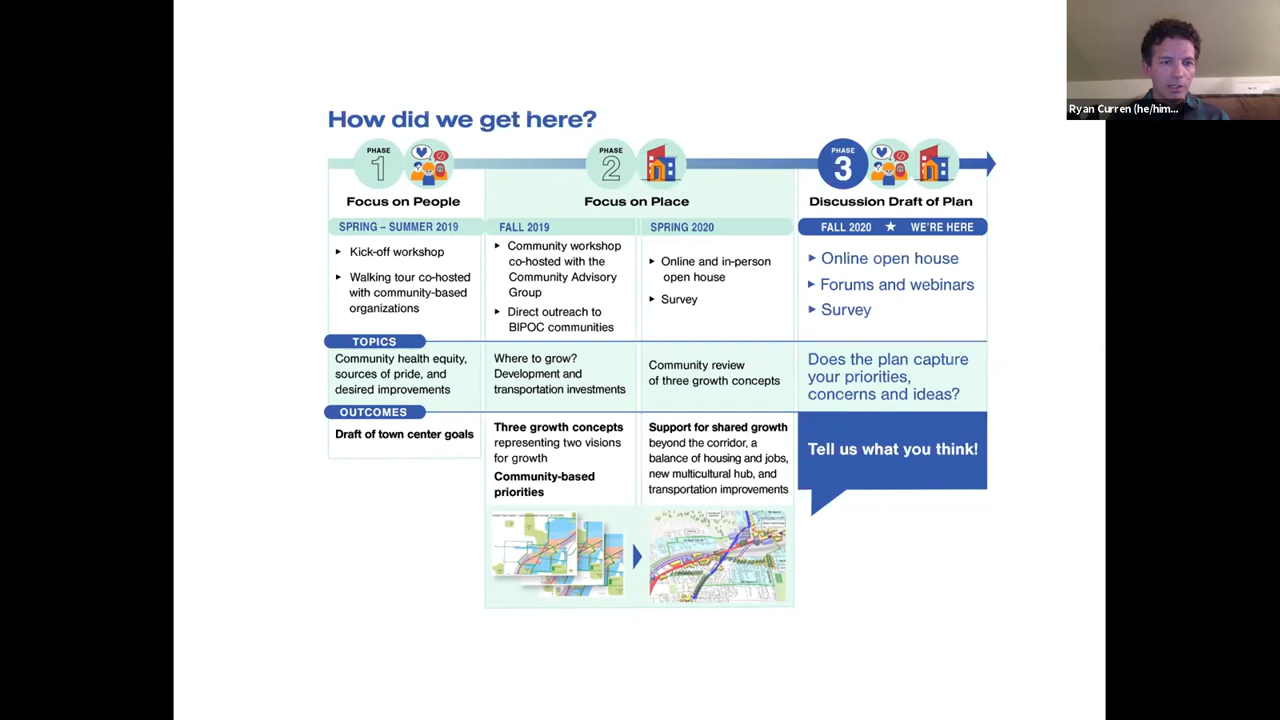 How did we get here?
PHASE
1
PHASE
2
PHASE
3
Focus on People
Focus on Place
Discussion Draft of Plan
SPRING – SUMMER 2019
FALL 2019
SPRING 2020
FALL 2020 ★ WE'RE HERE
Kick-off workshop
Walking tour co-hosted
with community-based
organizations
Community workshop
co-hosted with the
Community Advisory
Group
Direct outreach to
BIPOC communities
Online and in-person
open house
Survey
Online open house
Forums and webinars
Survey
TOPICS
Community health equity,
sources of pride, and
desired improvements
Where to grow?
Development and
transportation investments
Community review
of three growth concepts
Does the plan capture
your priorities,
concerns and ideas?
OUTCOMES
Draft of town center goals
Three growth concepts
representing two visions
for growth
Community-based
priorities
Support for shared growth
beyond the corridor, a
balance of housing and jobs,
new multicultural hub, and
transportation improvements
Tell us what you think!
Ryan Curren (he/him...